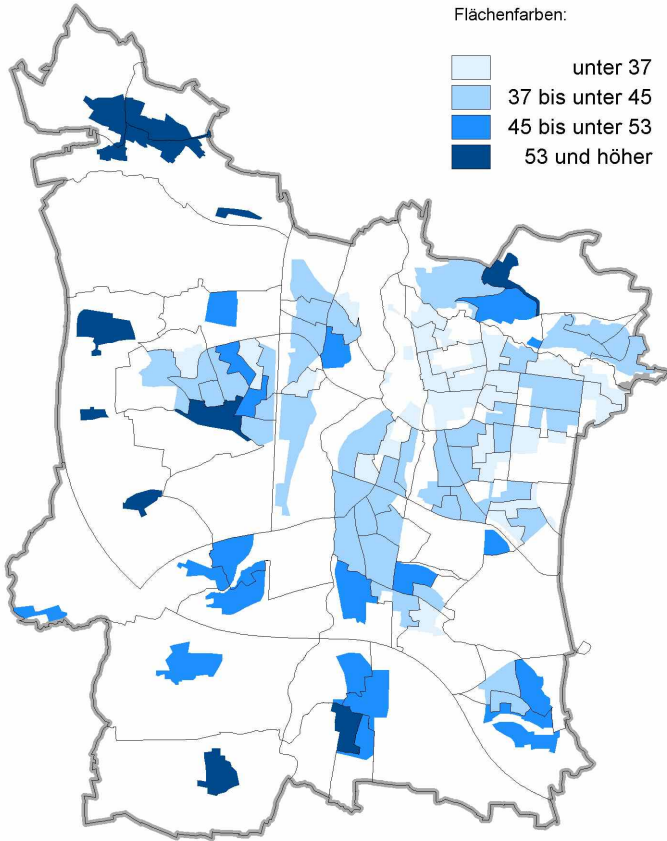 Flächenfarben:
unter 37
37 bis unter 45
45 bis unter 53
53 und höher